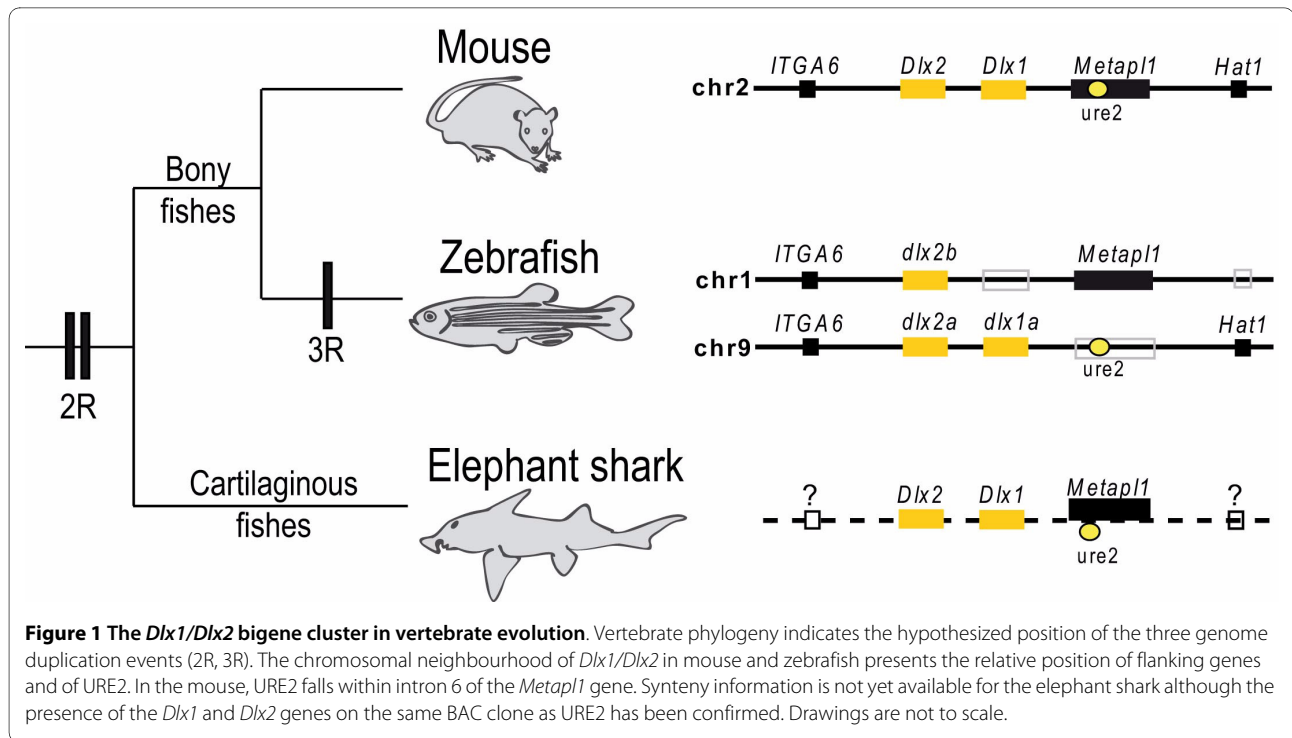 Mouse
ITGA6 Dlx2 Dlx1 Metapl1 Hat1
chr2
ure2
Bony
fishes
Zebrafish
3R
ITGA6 dlx2b Metapl1
chr1
ITGA6 dlx2a dlx1a Hat1
chr9
ure2
2R
Cartilaginous
fishes
Elephant shark
? Dlx2 Dlx1 Metapl1 ?
ure2
Figure 1 The Dlx1/Dlx2 bigene cluster in vertebrate evolution. Vertebrate phylogeny indicates the hypothesized position of the three genome
duplication events (2R, 3R). The chromosomal neighbourhood of Dlx1/Dlx2 in mouse and zebrafish presents the relative position of flanking genes
and of URE2. In the mouse, URE2 falls within intron 6 of the Metapl1 gene. Synteny information is not yet available for the elephant shark although the
presence of the Dlx1 and Dlx2 genes on the same BAC clone as URE2 has been confirmed. Drawings are not to scale.